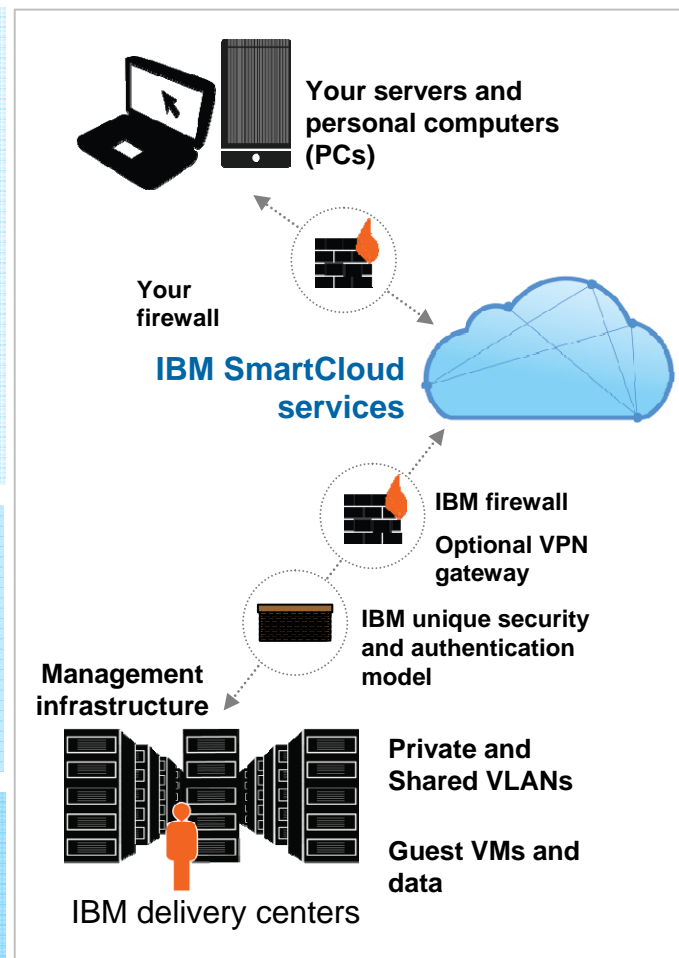 Your servers and
personal computers
(PCs)
Your
firewall
IBM SmartCloud
services
IBM firewall
Optional VPN
gateway
IBM unique security
and authentication
model
Management
infrastructure
Private and
Shared VLANs
Guest VMs and
data
IBM delivery centers